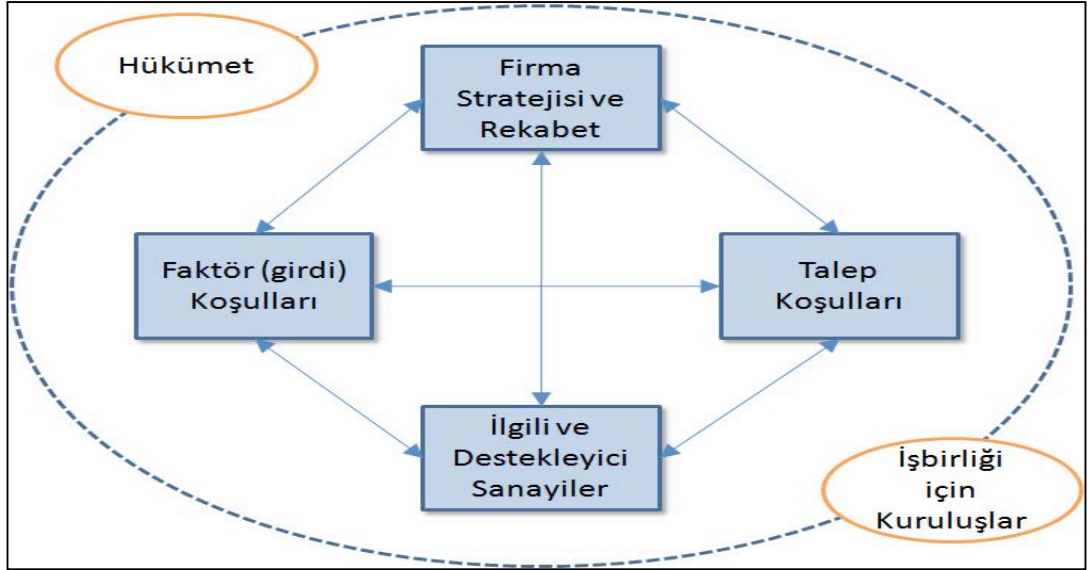 Hükümet
Firma
Stratejisi ve
Rekabet
Faktör (girdi)
Koşulları
Talep
Koşulları
İlgili ve
Destekleyici
Sanayiler
İşbirliği
için
Kuruluşlar